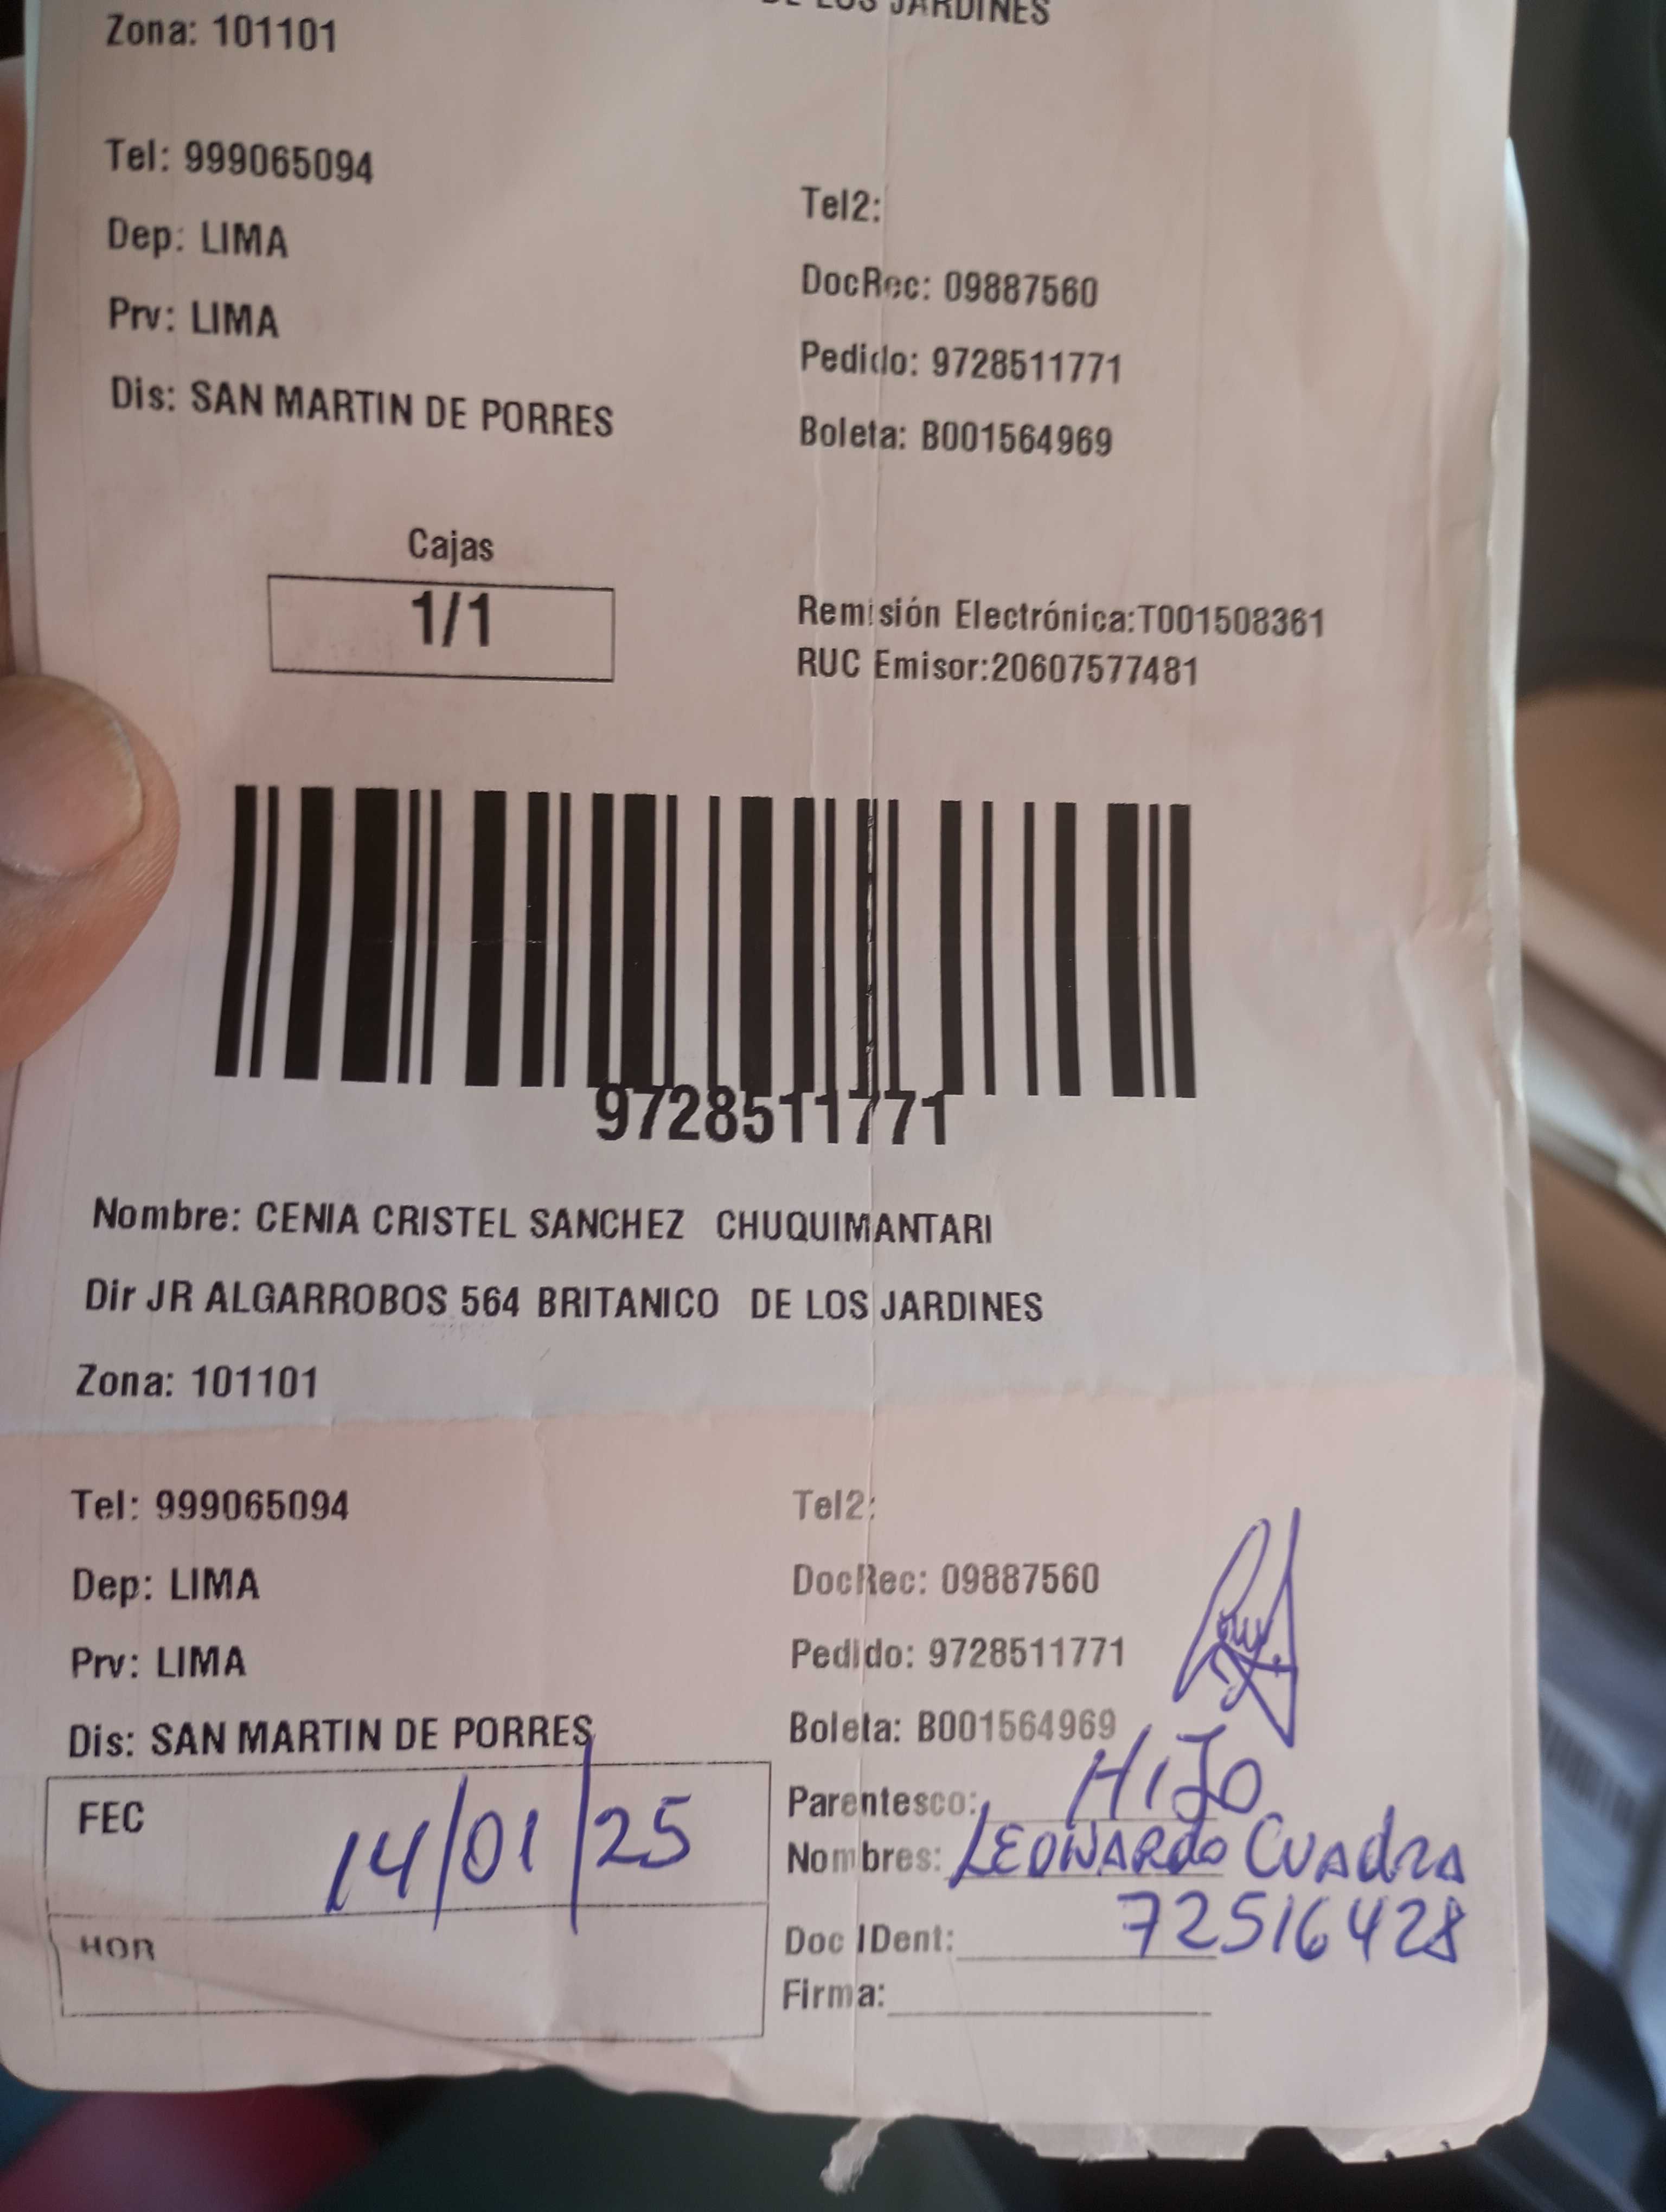 DE LOS JARDINES
Zona: 101101
Tel: 999065094
Tel2:
Dep: LIMA
DocRec: 09887560
Prv: LIMA
Pedido: 9728511771
Dis: SAN MARTIN DE PORRES
Boleta: B001564969
Cajas
1/1
Remisión Electrónica:T001508361
RUC Emisor:20607577481
9728511771
Nombre: CENIA CRISTEL SANCHEZ CHUQUIMANTARI
Dir JR ALGARROBOS 564 BRITANICO DE LOS JARDINES
Zona: 101101
Tel: 999065094
Tel2:
Dep: LIMA
DocRec: 09887560
Prv: LIMA
Pedido: 9728511771
Dis: SAN MARTIN DE PORRES
Boleta: B001564969
FEC 14/01/25
Parentesco: HIJO
Nombres: LEONARDO CUADRA
HOR
Doc IDent: 72516428
Firma: